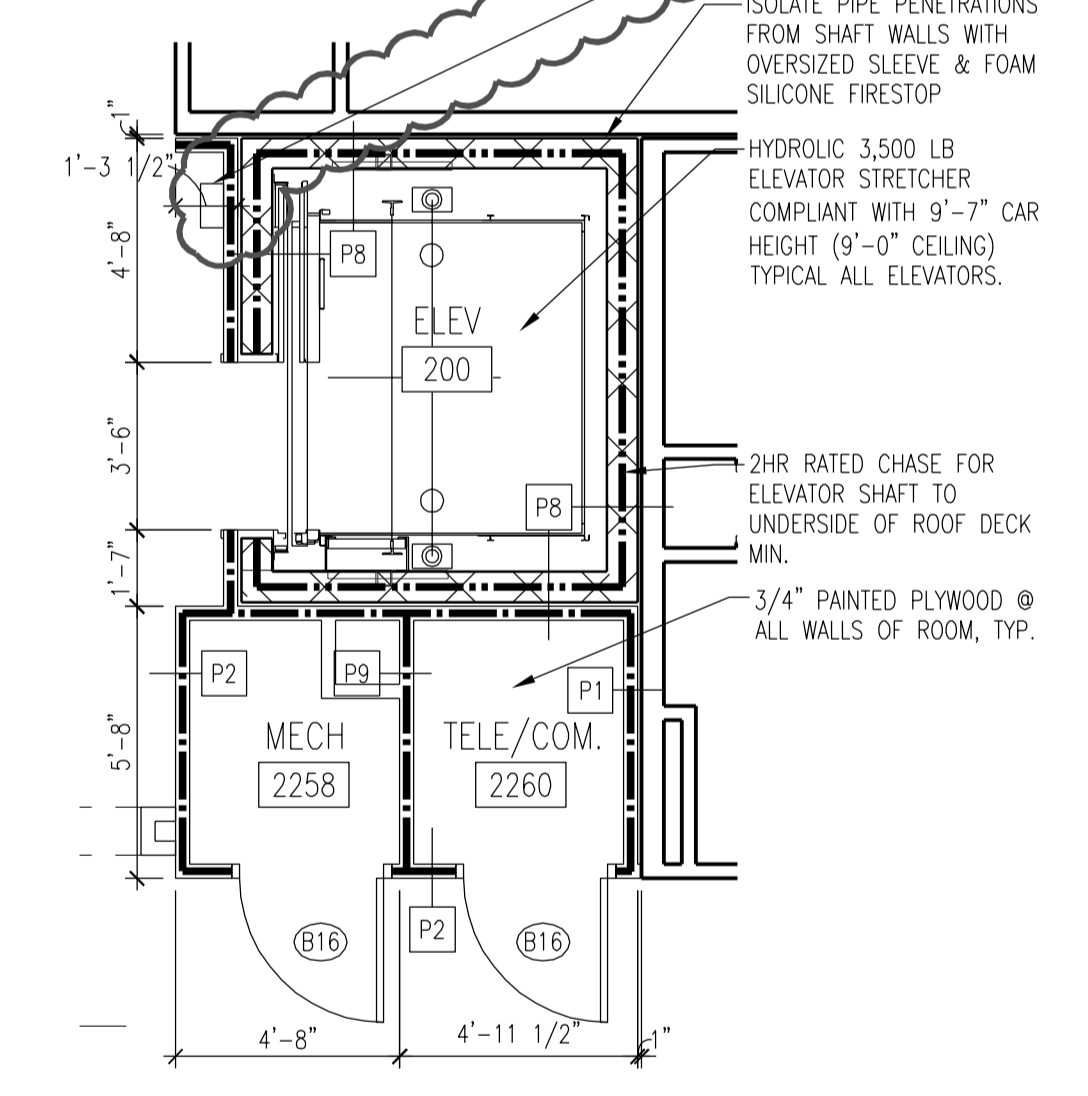 ISOLATE PIPE PENETRATIONS
FROM SHAFT WALLS WITH
OVERSIZED SLEEVE & FOAM
SILICONE FIRESTOP
HYDROLIC 3,500 LB
ELEVATOR STRETCHER
COMPLIANT WITH 9'-7" CAR
HEIGHT (9'-0" CEILING)
TYPICAL ALL ELEVATORS.
2HR RATED CHASE FOR
ELEVATOR SHAFT TO
UNDERSIDE OF ROOF DECK
MIN.
3/4" PAINTED PLYWOOD @
ALL WALLS OF ROOM, TYP.
1"
1'-3 1/2"
4'-8"
3'-6"
1'-7"
5'-8"
P8
ELEV
200
P8
P2
P9
P1
MECH
2258
TELE/COM.
2260
P2
B16
B16
4'-8"
4'-11 1/2"
1"